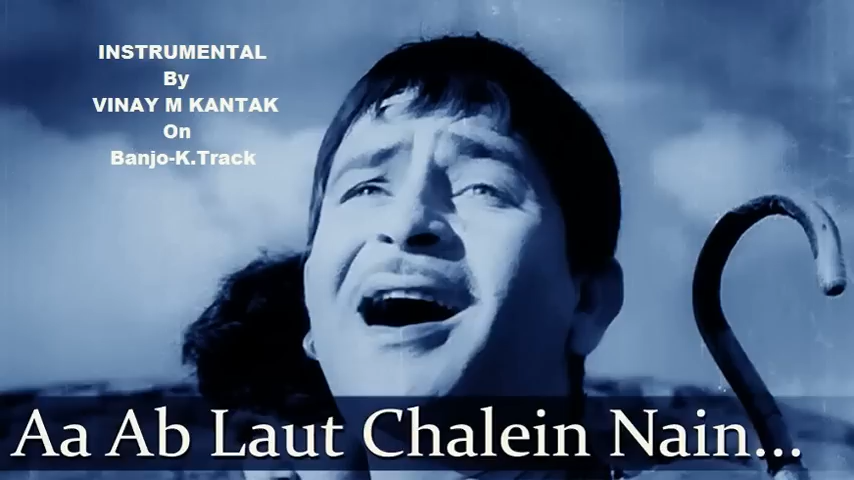 INSTRUMENTAL
By
VINAY M KANTAK
On
Banjo-K.Track
Aa Ab Laut Chalein Nain...